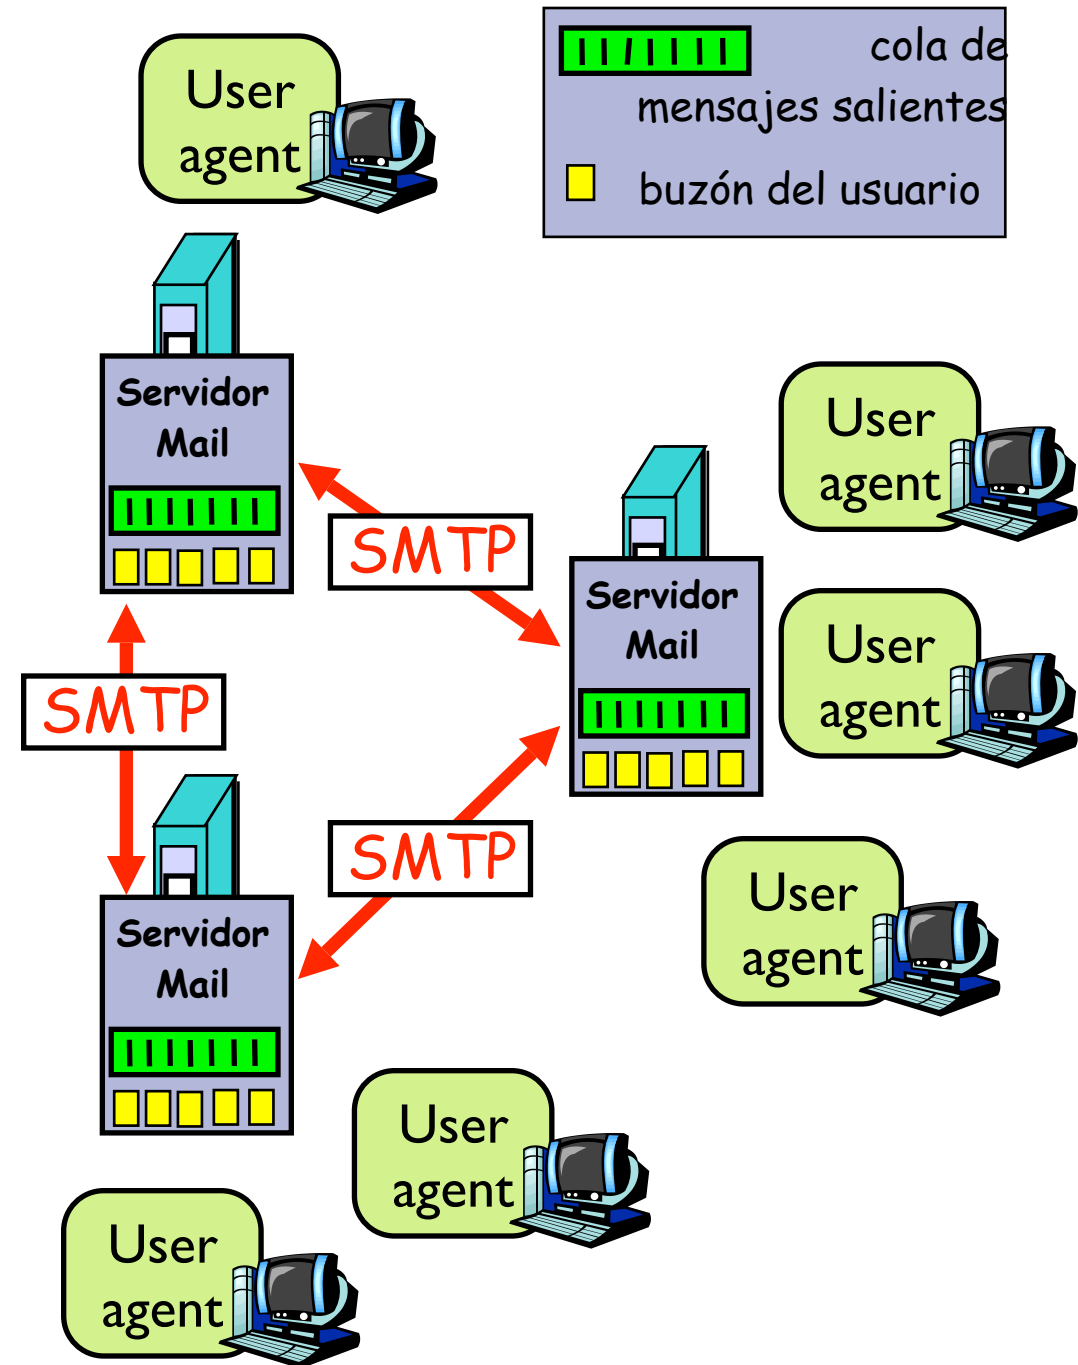 User
agent
cola de
mensajes salientes
buzón del usuario
Servidor
Mail
SMTP
User
agent
Servidor
Mail
User
agent
SMTP
SMTP
User
agent
Servidor
Mail
User
agent
User
agent